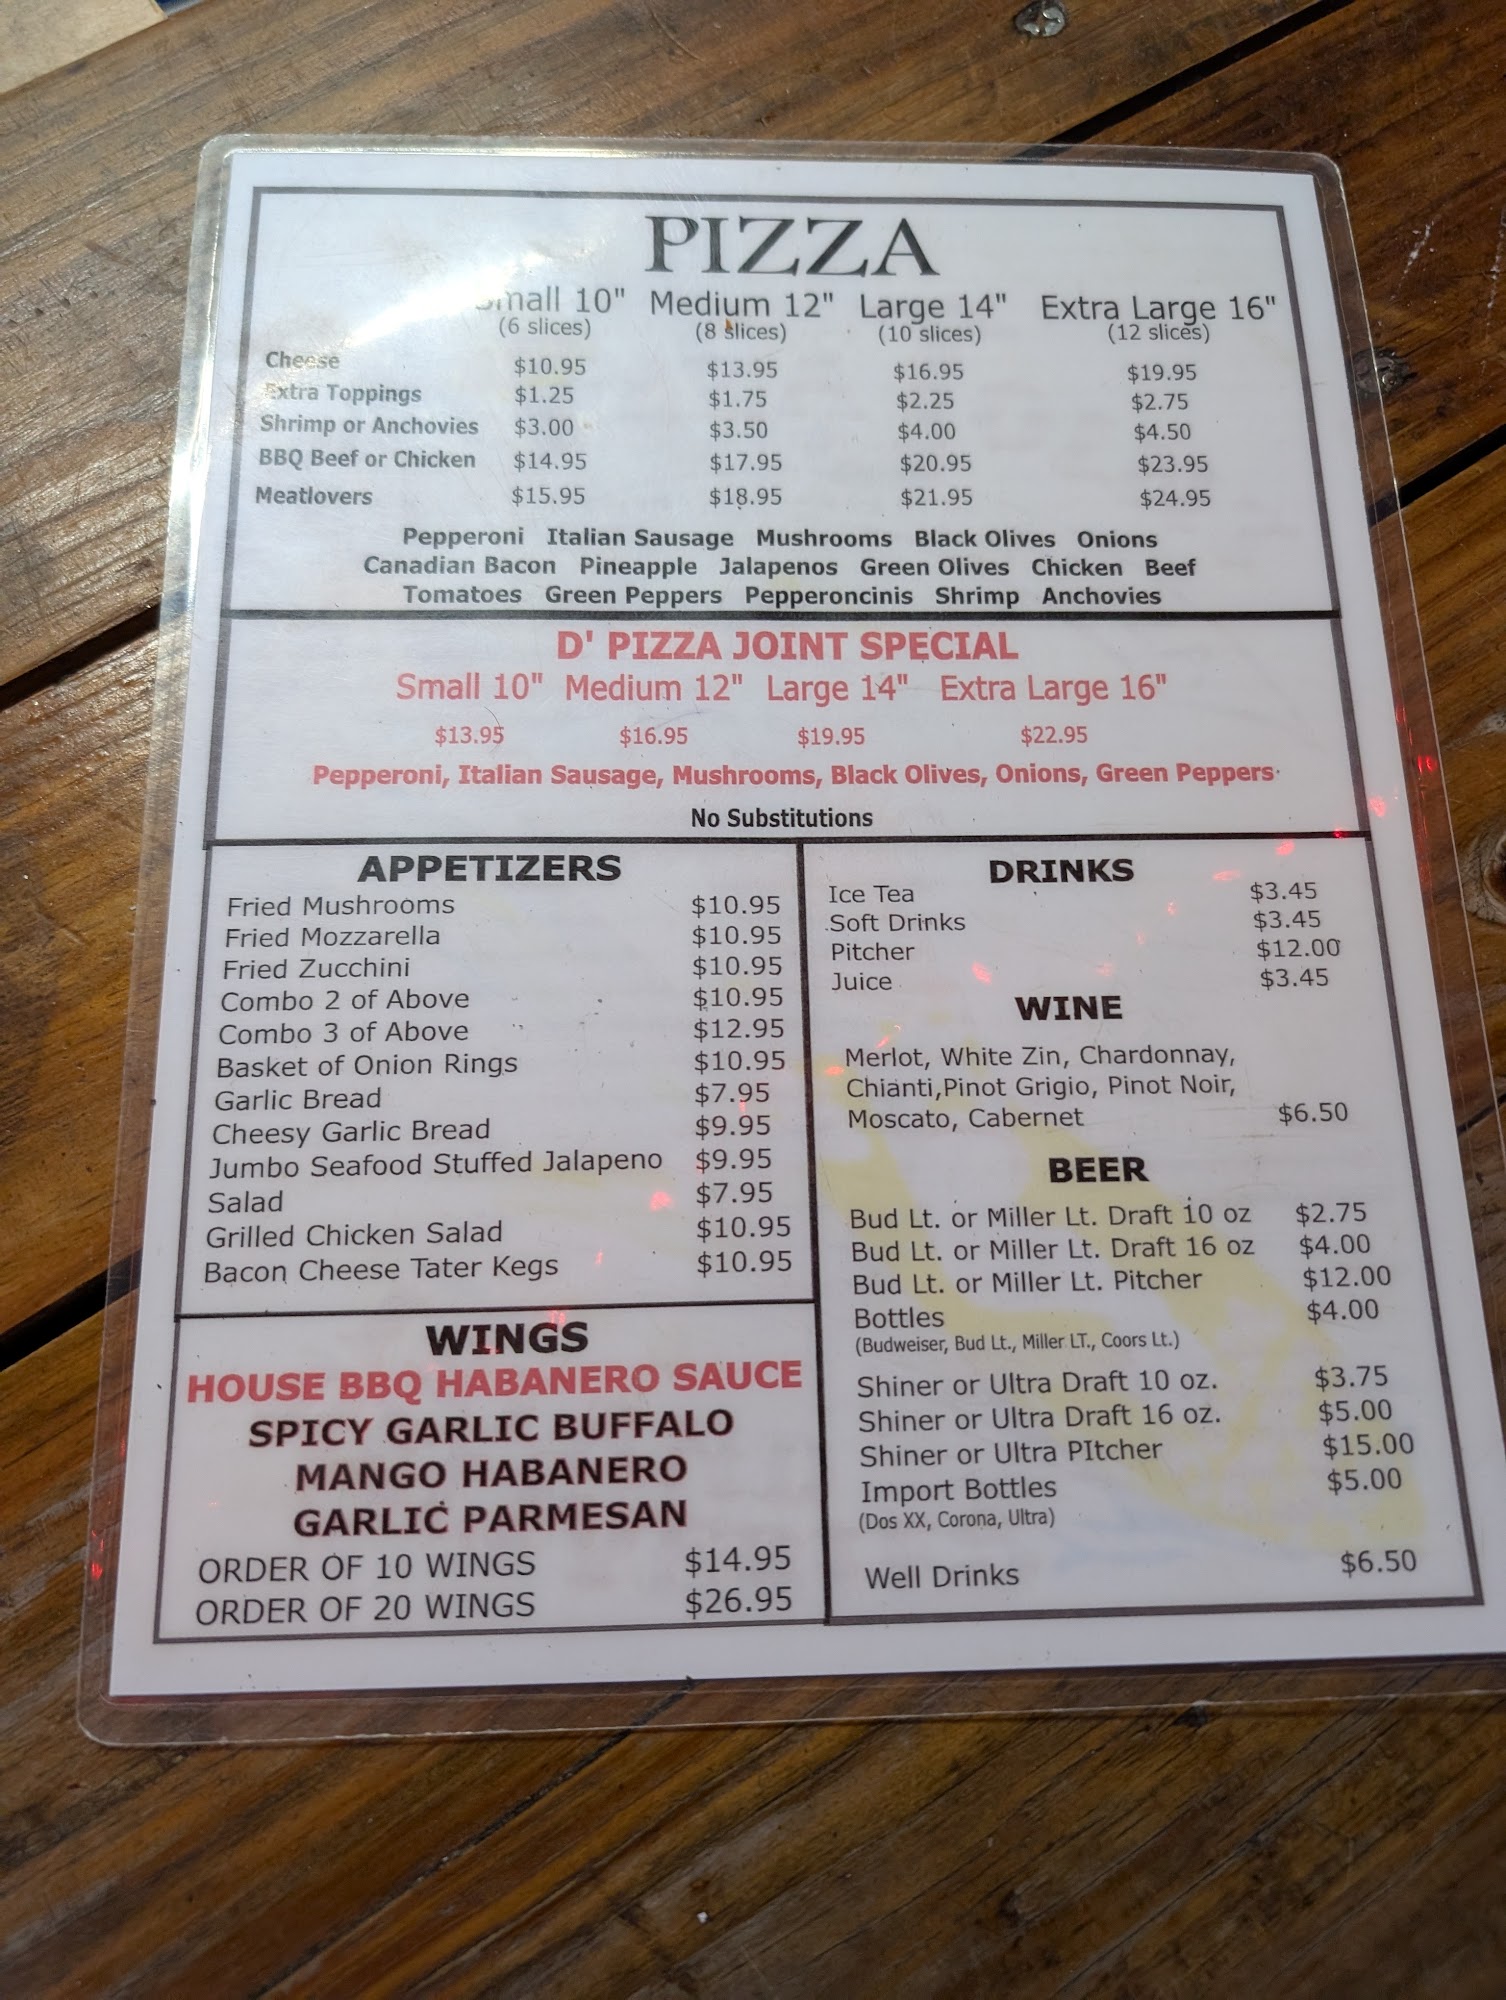 PIZZA
Small 10" Medium 12" Large 14" Extra Large 16"
(6 slices) (8 slices) (10 slices) (12 slices)
Cheese $10.95 $13.95 $16.95 $19.95
Extra Toppings $1.25 $1.75 $2.25 $2.75
Shrimp or Anchovies $3.00 $3.50 $4.00 $4.50
BBQ Beef or Chicken $14.95 $17.95 $20.95 $23.95
Meatlovers $15.95 $18.95 $21.95 $24.95
Pepperoni Italian Sausage Mushrooms Black Olives Onions
Canadian Bacon Pineapple Jalapenos Green Olives Chicken Beef
Tomatoes Green Peppers Pepperoncinis Shrimp Anchovies
D' PIZZA JOINT SPECIAL
Small 10" Medium 12" Large 14" Extra Large 16"
$13.95 $16.95 $19.95 $22.95
Pepperoni, Italian Sausage, Mushrooms, Black Olives, Onions, Green Peppers
No Substitutions
APPETIZERS
Fried Mushrooms $10.95
Fried Mozzarella $10.95
Fried Zucchini $10.95
Combo 2 of Above $10.95
Combo 3 of Above $12.95
Basket of Onion Rings $10.95
Garlic Bread $7.95
Cheesy Garlic Bread $9.95
Jumbo Seafood Stuffed Jalapeno $9.95
Salad $7.95
Grilled Chicken Salad $10.95
Bacon Cheese Tater Kegs $10.95
WINGS
HOUSE BBQ HABANERO SAUCE
SPICY GARLIC BUFFALO
MANGO HABANERO
GARLIC PARMESAN
ORDER OF 10 WINGS $14.95
ORDER OF 20 WINGS $26.95
DRINKS
Ice Tea $3.45
Soft Drinks $3.45
Pitcher $12.00
Juice $3.45
WINE
Merlot, White Zin, Chardonnay,
Chianti,Pinot Grigio, Pinot Noir,
Moscato, Cabernet $6.50
BEER
Bud Lt. or Miller Lt. Draft 10 oz $2.75
Bud Lt. or Miller Lt. Draft 16 oz $4.00
Bud Lt. or Miller Lt. Pitcher $12.00
Bottles $4.00
(Budweiser, Bud Lt., Miller LT., Coors Lt.)
Shiner or Ultra Draft 10 oz. $3.75
Shiner or Ultra Draft 16 oz. $5.00
Shiner or Ultra PItcher $15.00
Import Bottles $5.00
(Dos XX, Corona, Ultra)
Well Drinks $6.50